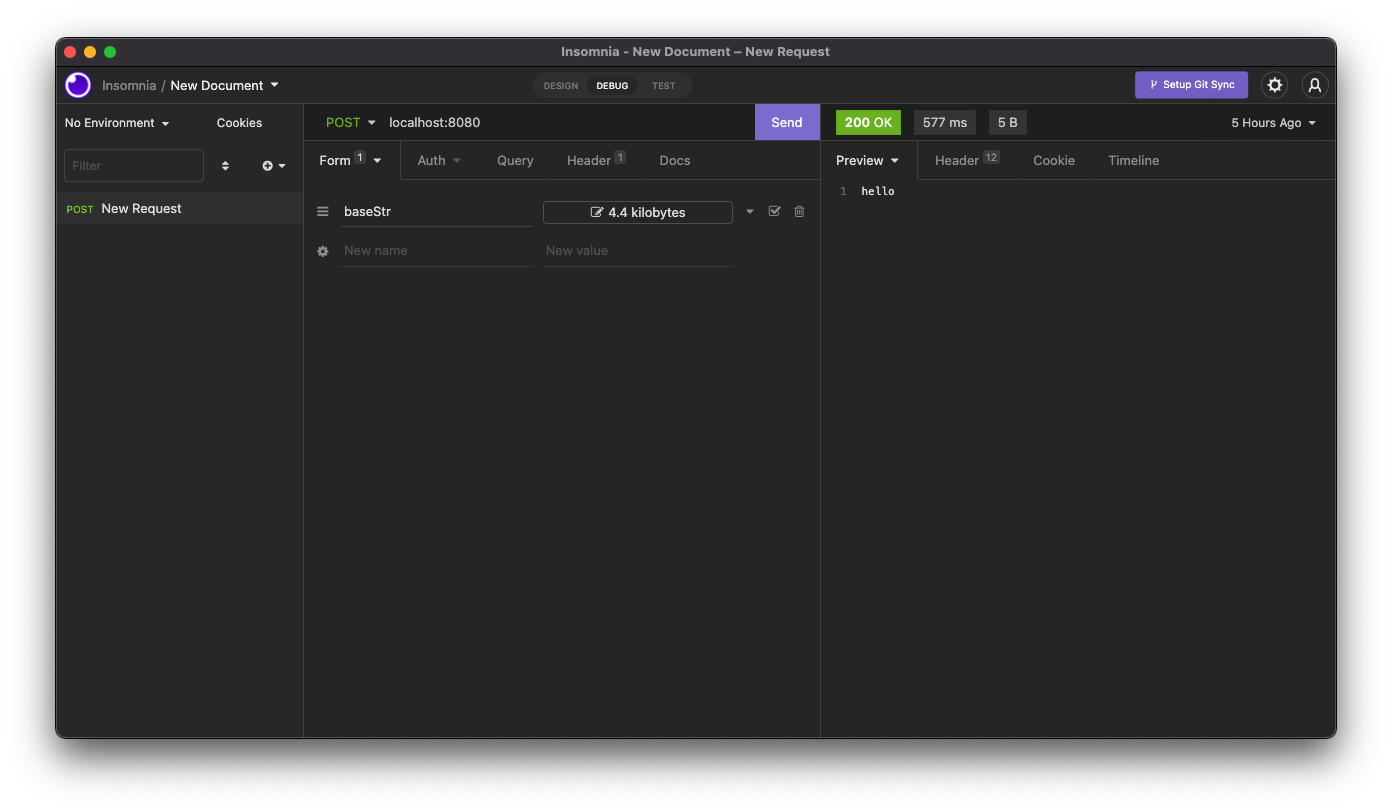 Insomnia - New Document – New Request
Insomnia / New Document
DESIGN DEBUG TEST
Setup Git Sync
No Environment Cookies
POST localhost:8080 Send
200 OK 577 ms 5 B 5 Hours Ago
Filter
Form 1 Auth Query Header 1 Docs
Preview Header 12 Cookie Timeline
POST New Request
baseStr 4.4 kilobytes
New name New value
1 hello